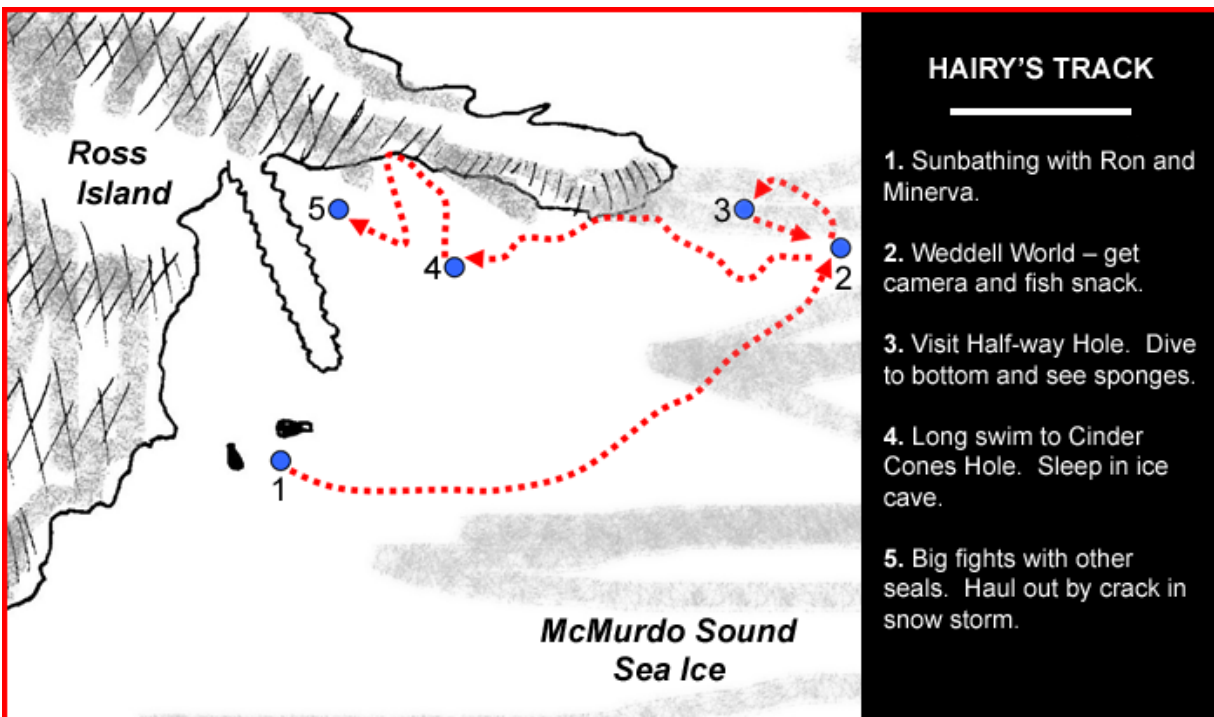 HAIRY'S TRACK
Ross
Island
5
3
4
2
1
McMurdo Sound
Sea Ice
1. Sunbathing with Ron and
Minerva.
2. Weddell World – get
camera and fish snack.
3. Visit Half-way Hole.  Dive
to bottom and see sponges.
4. Long swim to Cinder
Cones Hole.  Sleep in ice
cave.
5. Big fights with other
seals.  Haul out by crack in
snow storm.